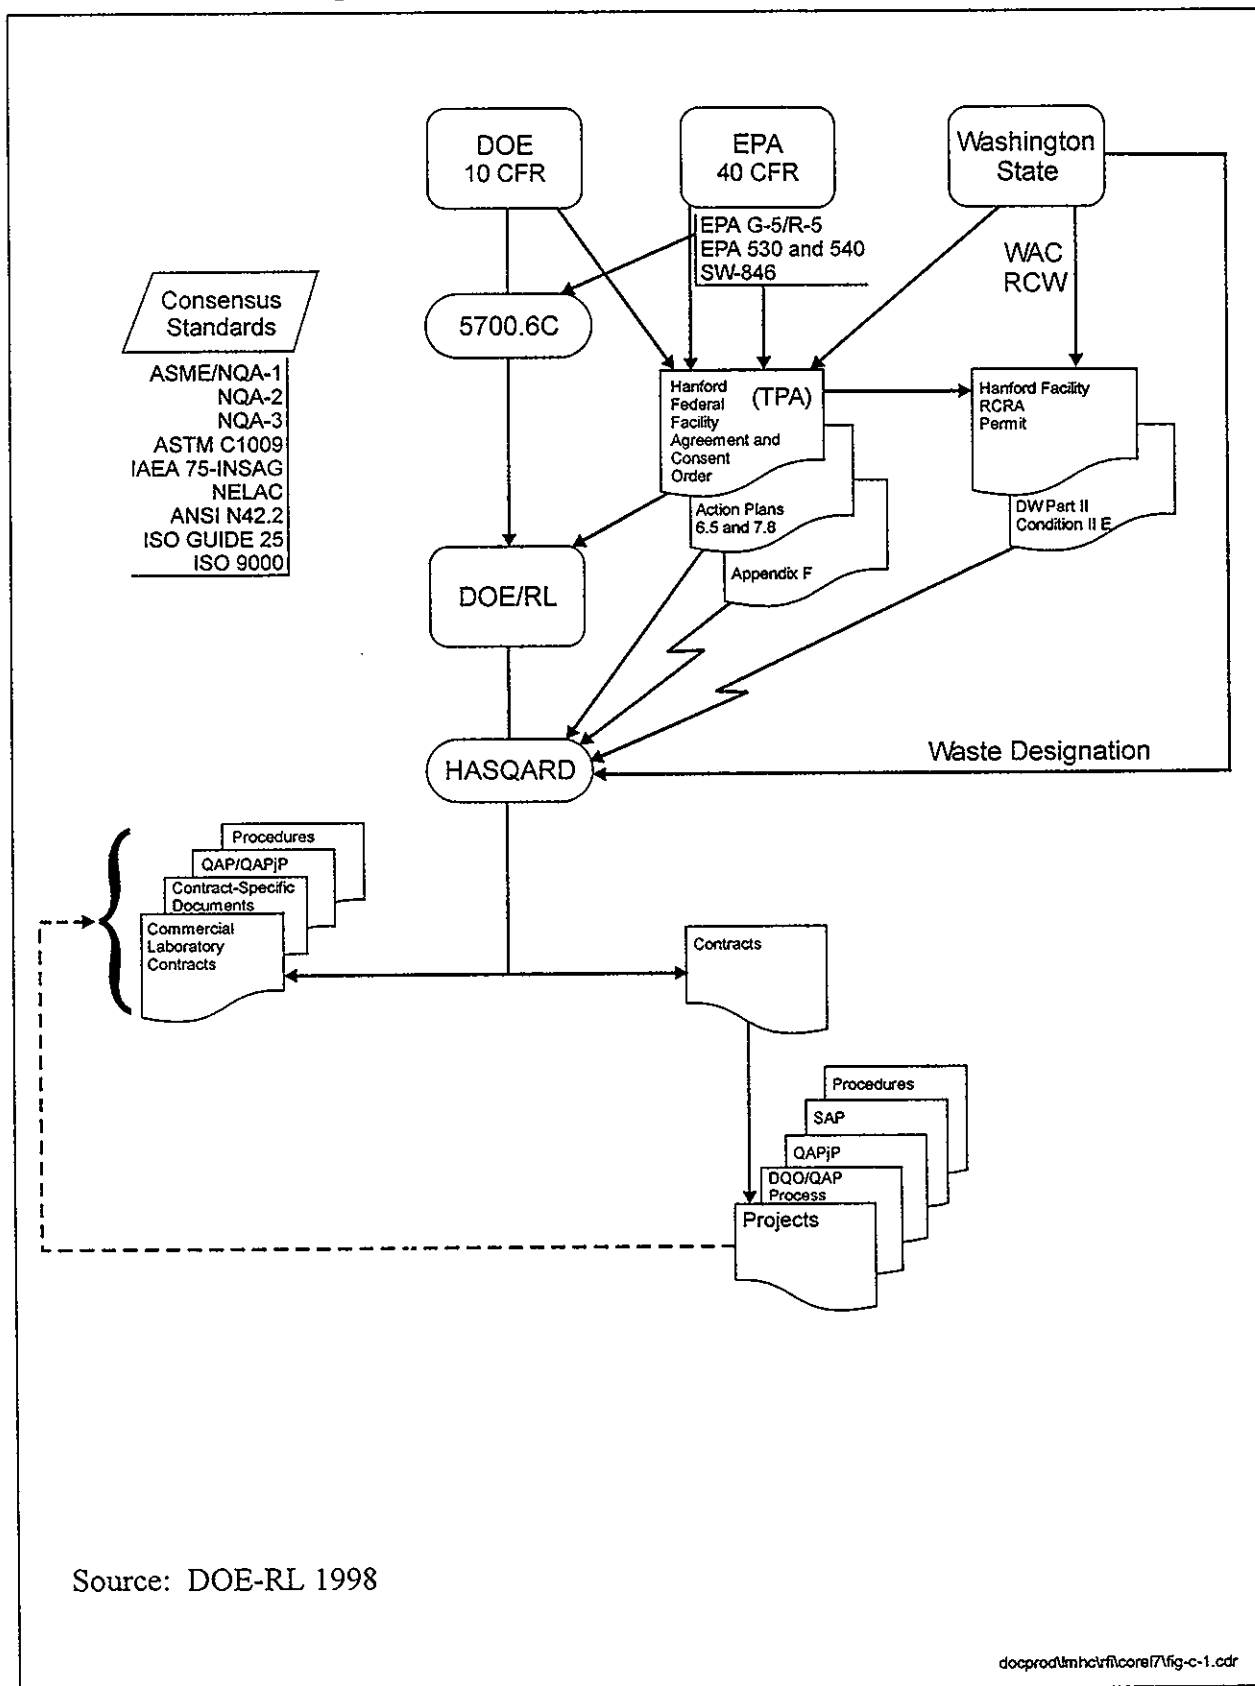 DOE
10 CFR
EPA
40 CFR
Washington
State
EPA G-5/R-5
EPA 530 and 540
SW-846
WAC
RCW
Consensus
Standards
5700.6C
ASME/NQA-1
NQA-2
NQA-3
ASTM C1009
IAEA 75-INSAG
NELAC
ANSI N42.2
ISO GUIDE 25
ISO 9000
Hanford
Federal (TPA)
Facility
Agreement and
Consent
Order
Hanford Facility
RCRA
Permit
Action Plans
6.5 and 7.8
DW Part II
Condition II E
Appendix F
DOE/RL
HASQARD
Waste Designation
Procedures
QAP/QAPjP
Contract-Specific
Documents
Commercial
Laboratory
Contracts
Contracts
Procedures
SAP
QAPjP
DQO/QAP
Process
Projects
Source: DOE-RL 1998
docprod\lmhc\rfi\corel7\fig-c-1.cdr